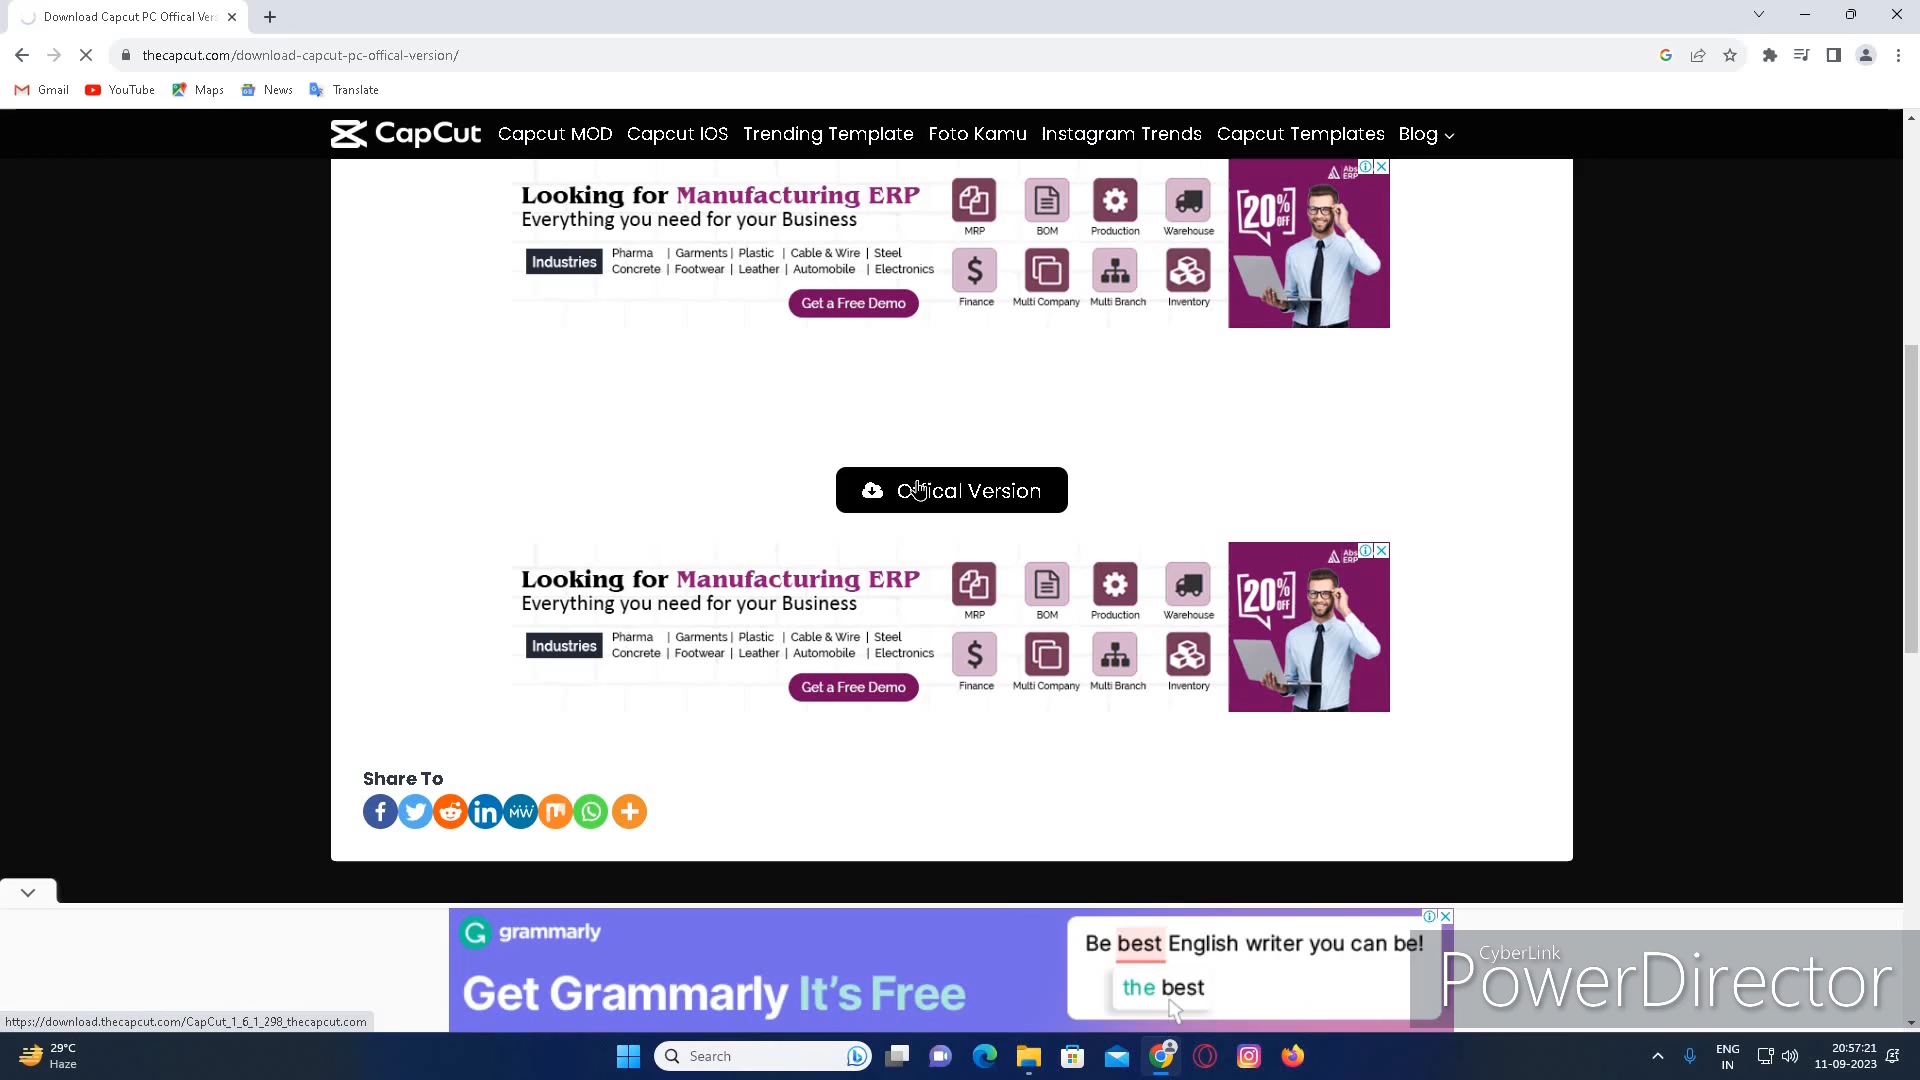 Download Capcut PC Offical Vers
thecapcut.com/download-capcut-pc-offical-version/
Gmail YouTube Maps News Translate
CapCut Capcut MOD Capcut IOS Trending Template Foto Kamu Instagram Trends Capcut Templates Blog
Looking for Manufacturing ERP
Everything you need for your Business
Industries
Pharma | Garments | Plastic | Cable & Wire | Steel
Concrete | Footwear | Leather | Automobile | Electronics
Get a Free Demo
MRP BOM Production Warehouse
Finance Multi Company Multi Branch Inventory
Abs
ERP
20%
OFF
Offical Version
Looking for Manufacturing ERP
Everything you need for your Business
Industries
Pharma | Garments | Plastic | Cable & Wire | Steel
Concrete | Footwear | Leather | Automobile | Electronics
Get a Free Demo
MRP BOM Production Warehouse
Finance Multi Company Multi Branch Inventory
Abs
ERP
20%
OFF
Share To
MW
grammarly
Get Grammarly It's Free
Be best English writer you can be!
the best
CyberLink
PowerDirector
https://download.thecapcut.com/CapCut_1_6_1_298_thecapcut.com
29°C
Haze
Search
ENG
IN
20:57:21
11-09-2023